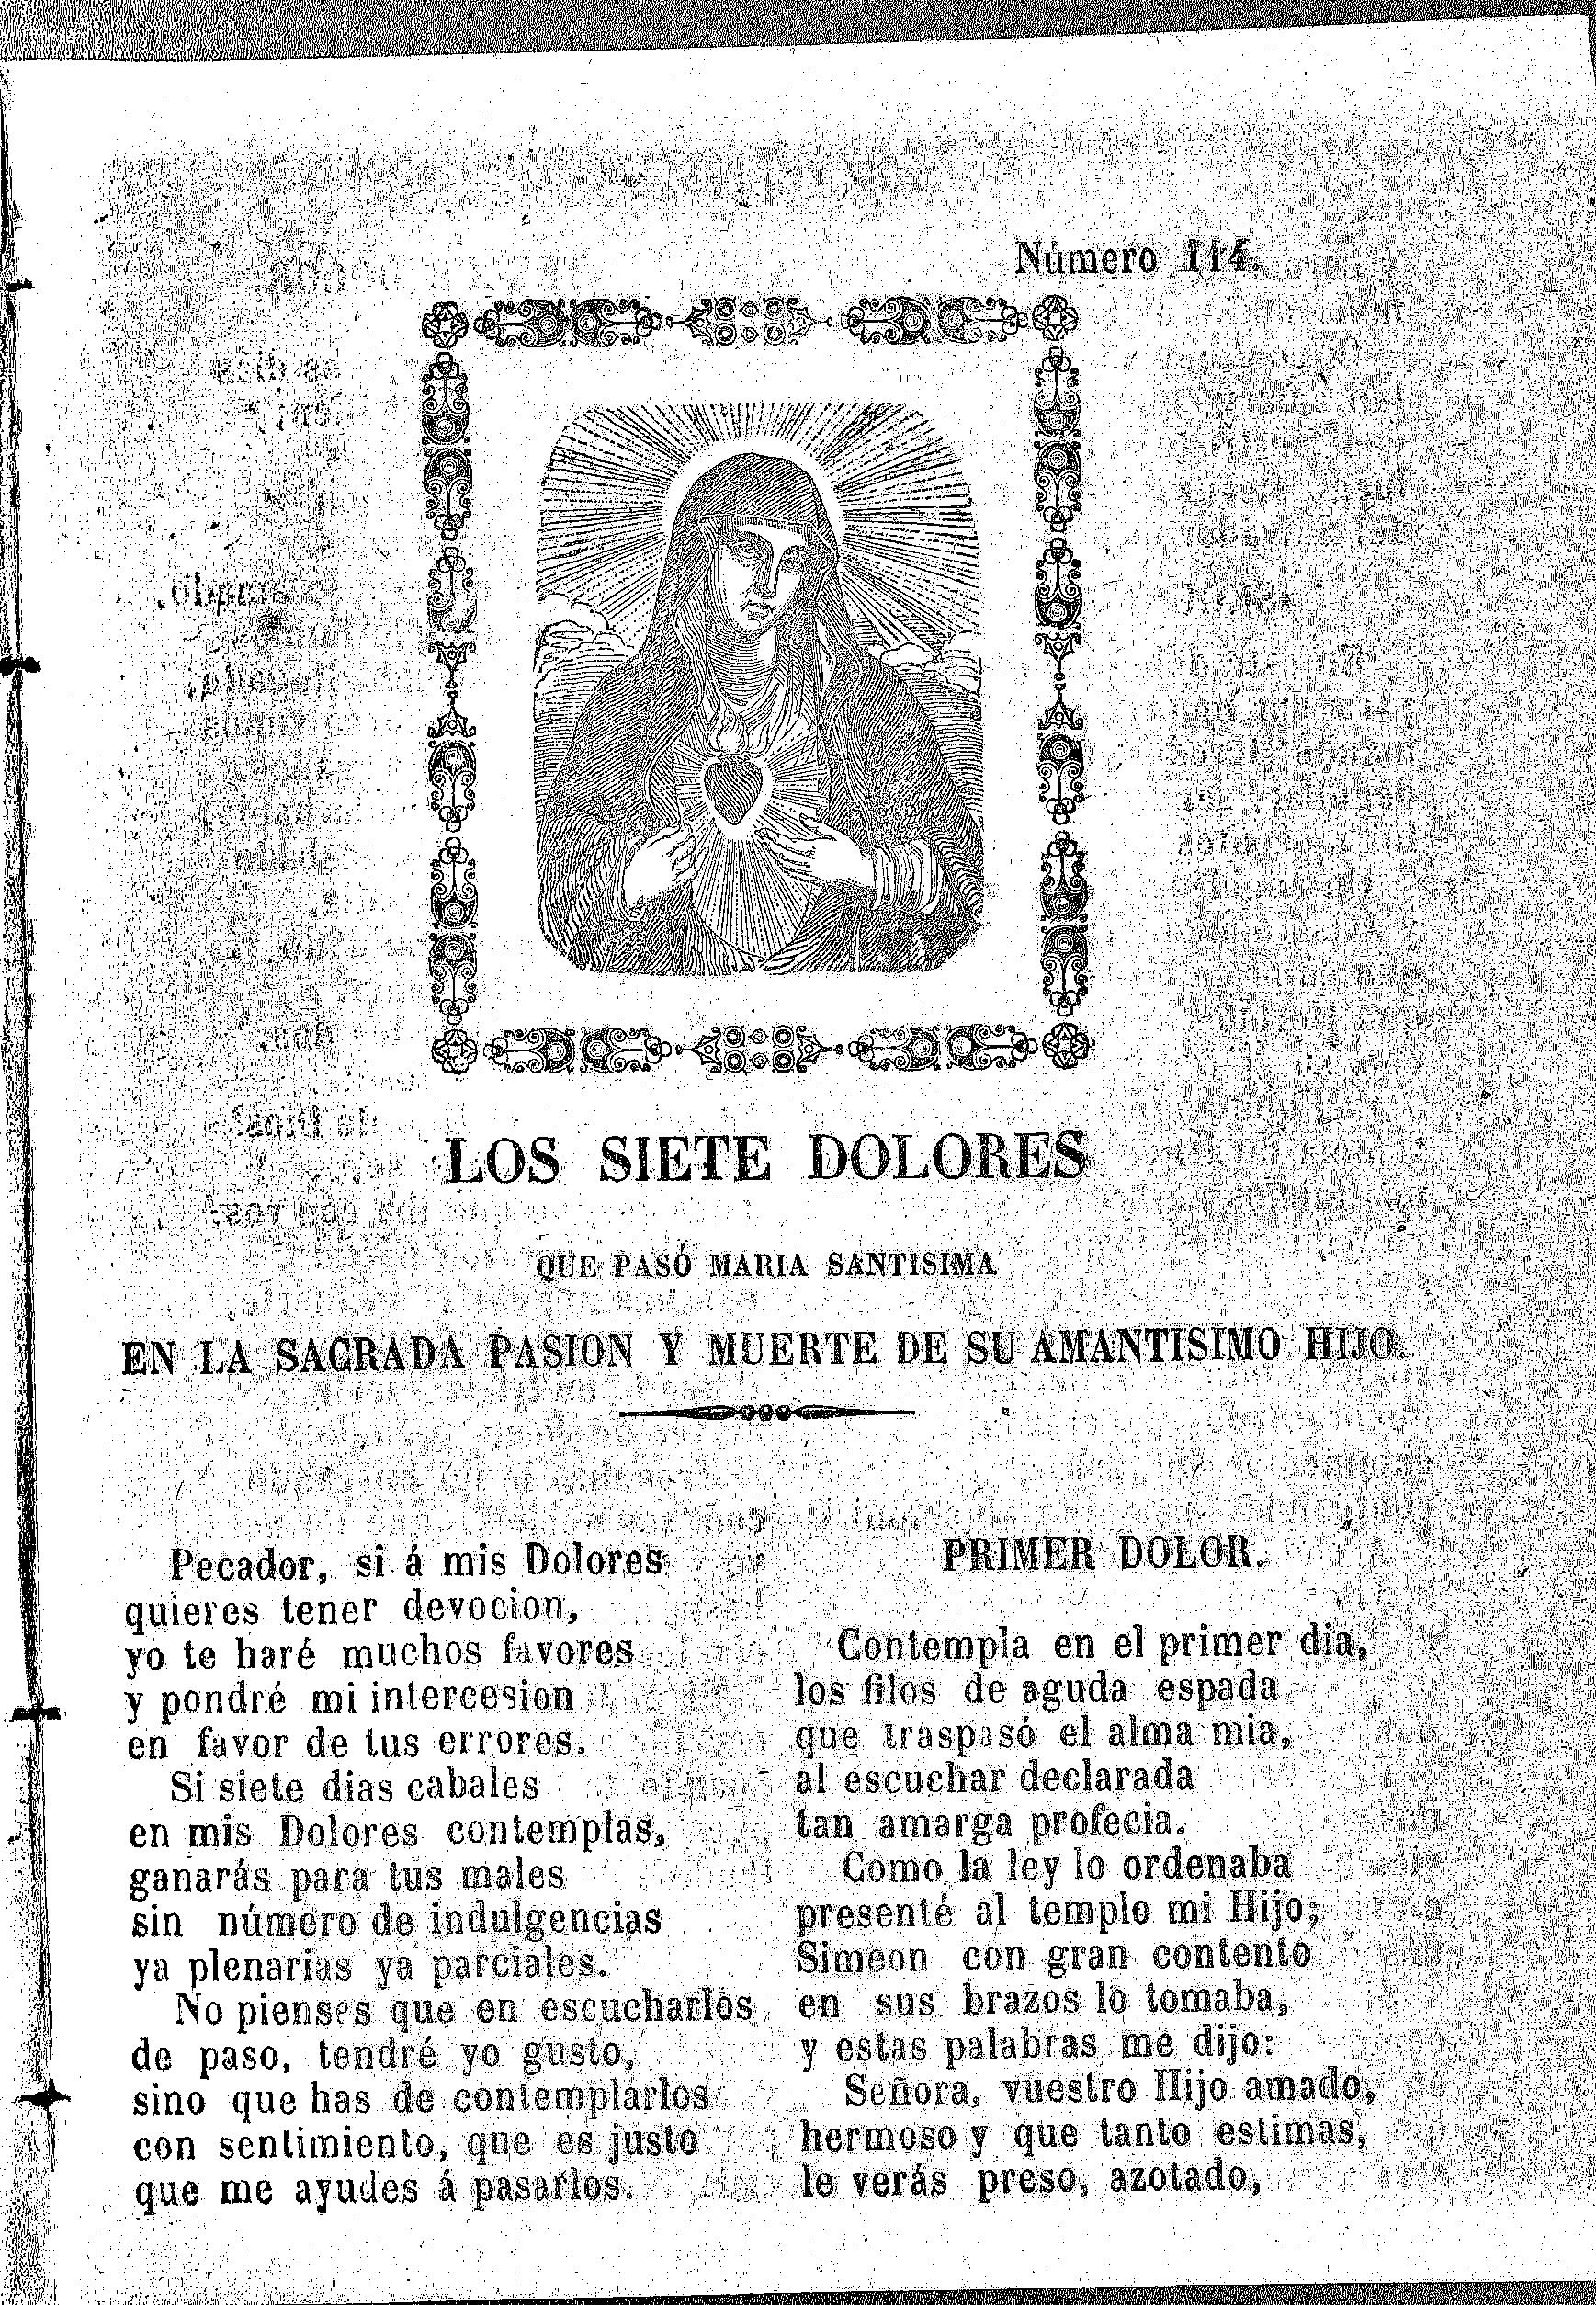 Número 114.
LOS SIETE DOLORES
QUE PASÓ MARIA SANTISIMA
EN LA SAGRADA PASION Y MUERTE DE SU AMANTISIMO HIJO.
Pecador, si á mis Dolores
quieres tener devocion,
yo te haré muchos favores
y pondré mi intercesion
en favor de tus errores.
Si siete dias cabales
en mis Dolores contemplas,
ganarás para tus males
sin número de indulgencias
ya plenarias ya parciales.
No pienses que en escucharlos
de paso, tendré yo gusto,
sino que has de contemplarlos
con sentimiento, que es justo
que me ayudes á pasarlos.
PRIMER DOLOR.
Contempla en el primer dia,
los filos de aguda espada
que traspasó el alma mia,
al escuchar declarada
tan amarga profecia.
Como la ley lo ordenaba
presenté al templo mi Hijo;
Simeon con gran contento
en sus brazos lo tomaba,
y estas palabras me dijo:
Señora, vuestro Hijo amado,
hermoso y que tanto estimas,
le verás preso, azotado,